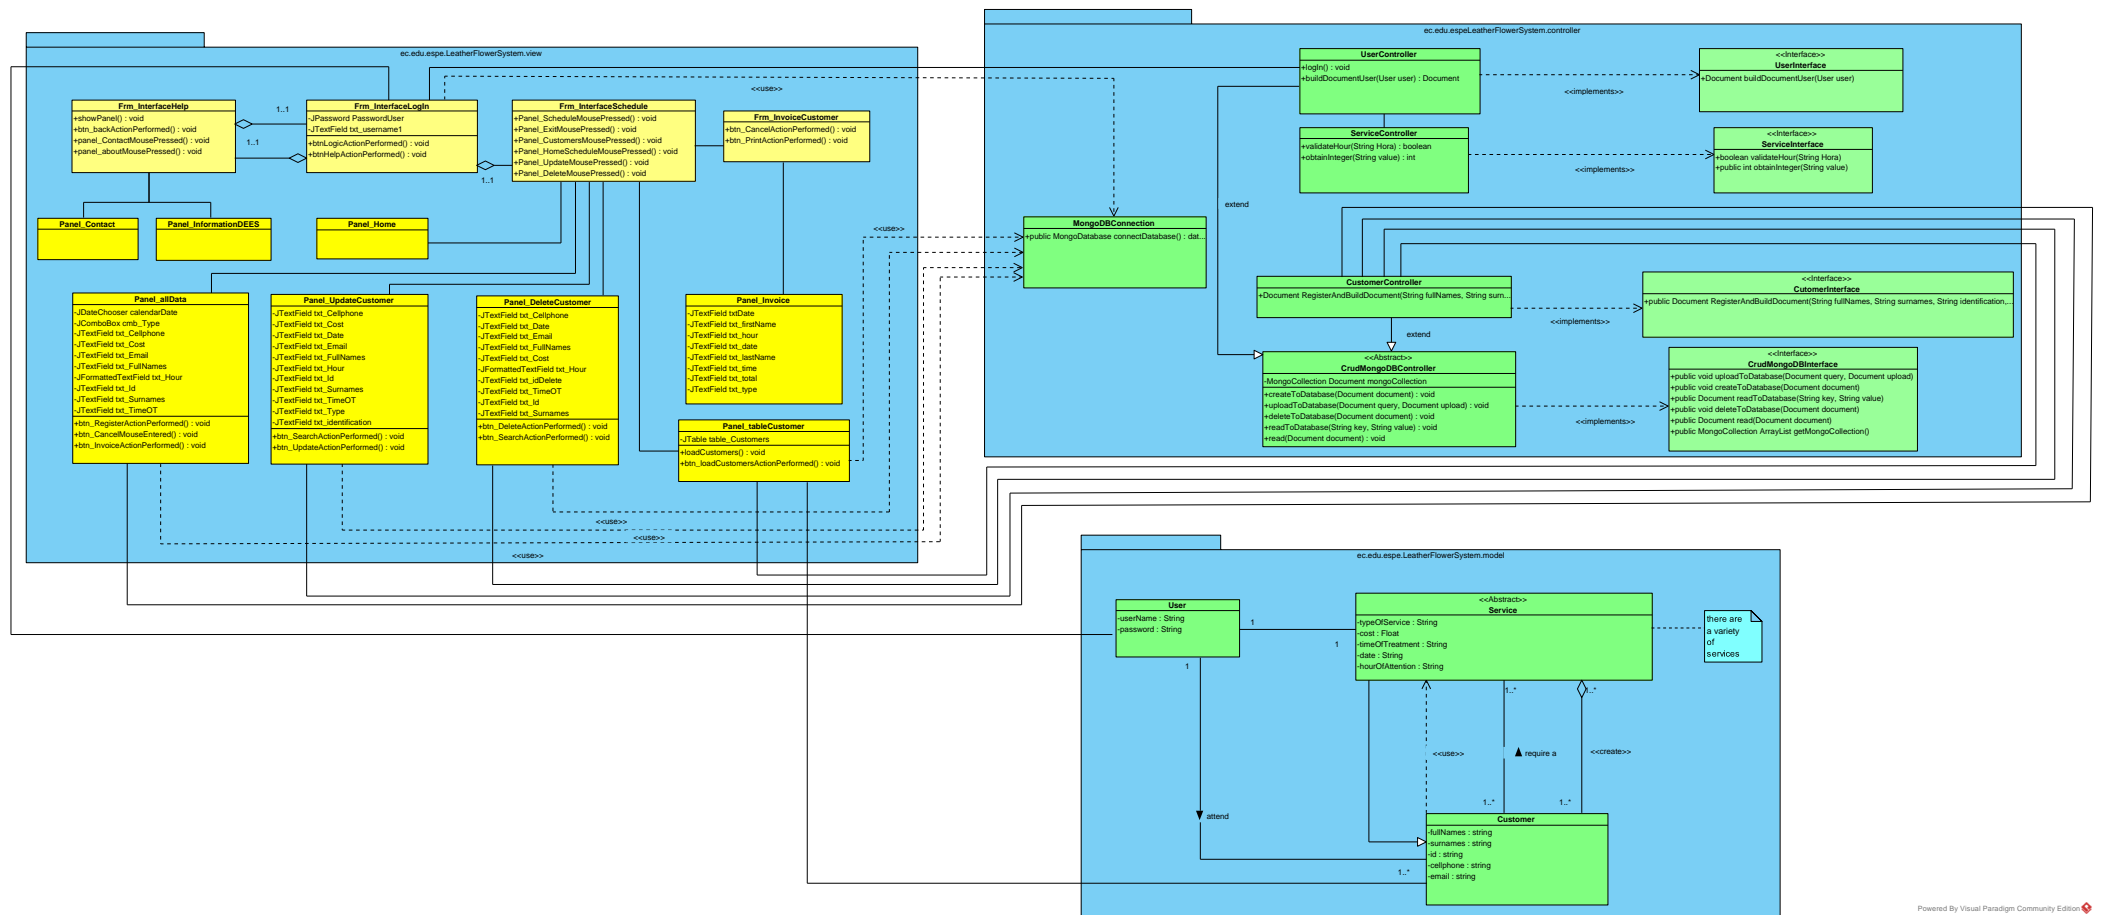 ec.edu.espe.LeatherFlowerSystem.view
Frm_InterfaceHelp
+showPanel() : void
+btn_backActionPerformed() : void
+panel_ContactMousePressed() : void
+panel_aboutMousePressed() : void
1..1
1..1
Frm_InterfaceLogIn
-JPassword PasswordUser
-JTextField txt_username1
+btnLogicActionPerformed() : void
+btnHelpActionPerformed() : void
1..1
Frm_InterfaceSchedule
+Panel_ScheduleMousePressed() : void
+Panel_ExitMousePressed() : void
+Panel_CustomersMousePressed() : void
+Panel_HomeScheduleMousePressed() : void
+Panel_UpdateMousePressed() : void
+Panel_DeleteMousePressed() : void
<<use>>
Frm_InvoiceCustomer
+btn_CancelActionPerformed() : void
+btn_PrintActionPerformed() : void
Panel_Contact
Panel_InformationDEES
Panel_Home
<<use>>
Panel_allData
-JDateChooser calendarDate
-JComboBox cmb_Type
-JTextField txt_Cellphone
-JTextField txt_Cost
-JTextField txt_Email
-JTextField txt_FullNames
-JFormattedTextField txt_Hour
-JTextField txt_Id
-JTextField txt_Surnames
-JTextField txt_TimeOT
+btn_RegisterActionPerformed() : void
+btn_CancelMouseEntered() : void
+btn_InvoiceActionPerformed() : void
Panel_UpdateCustomer
-JTextField txt_Cellphone
-JTextField txt_Cost
-JTextField txt_Date
-JTextField txt_Email
-JTextField txt_FullNames
-JTextField txt_Hour
-JTextField txt_Id
-JTextField txt_Surnames
-JTextField txt_TimeOT
-JTextField txt_Type
-JTextField txt_identification
+btn_SearchActionPerformed() : void
+btn_UpdateActionPerformed() : void
Panel_DeleteCustomer
-JTextField txt_Cellphone
-JTextField txt_Date
-JTextField txt_Email
-JTextField txt_FullNames
-JTextField txt_Cost
-JFormattedTextField txt_Hour
-JTextField txt_idDelete
-JTextField txt_TimeOT
-JTextField txt_Id
-JTextField txt_Surnames
+btn_DeleteActionPerformed() : void
+btn_SearchActionPerformed() : void
Panel_Invoice
-JTextField txtDate
-JTextField txt_firstName
-JTextField txt_hour
-JTextField txt_date
-JTextField txt_lastName
-JTextField txt_time
-JTextField txt_total
-JTextField txt_type
Panel_tableCustomer
-JTable table_Customers
+loadCustomers() : void
+btn_loadCustomersActionPerformed() : void
<<use>>
<<use>>
<<use>>
ec.edu.espeLeatherFlowerSystem.controller
UserController
+logIn() : void
+buildDocumentUser(User user) : Document
<<implements>>
<<Interface>>
UserInterface
+Document buildDocumentUser(User user)
ServiceController
+validateHour(String Hora) : boolean
+obtainInteger(String value) : int
<<implements>>
<<Interface>>
ServiceInterface
+boolean validateHour(String Hora)
+public int obtainInteger(String value)
extend
MongoDBConnection
+public MongoDatabase connectDatabase() : dat...
CustomerController
+Document RegisterAndBuildDocument(String fullNames, String surn...
<<implements>>
<<Interface>>
CutomerInterface
+public Document RegisterAndBuildDocument(String fullNames, String surnames, String identification,...
extend
<<Abstract>>
CrudMongoDBController
-MongoCollection Document mongoCollection
+createToDatabase(Document document) : void
+uploadToDatabase(Document query, Document upload) : void
+deleteToDatabase(Document document) : void
+readToDatabase(String key, String value) : void
+read(Document document) : void
<<implements>>
<<Interface>>
CrudMongoDBInterface
+public void uploadToDatabase(Document query, Document upload)
+public void createToDatabase(Document document)
+public Document readToDatabase(String key, String value)
+public void deleteToDatabase(Document document)
+public Document read(Document document)
+public MongoCollection ArrayList getMongoCollection()
ec.edu.espe.LeatherFlowerSystem.model
User
-userName : String
-password : String
1
1
1
<<Abstract>>
Service
-typeOfService : String
-cost : Float
-timeOfTreatment : String
-date : String
-hourOfAttention : String
there are
a variety
of
services
1..*
1..*
<<use>>
require a
<<create>>
1..*
1..*
attend
1..*
Customer
-fullNames : string
-surnames : string
-id : string
-cellphone : string
-email : string
Powered By Visual Paradigm Community Edition